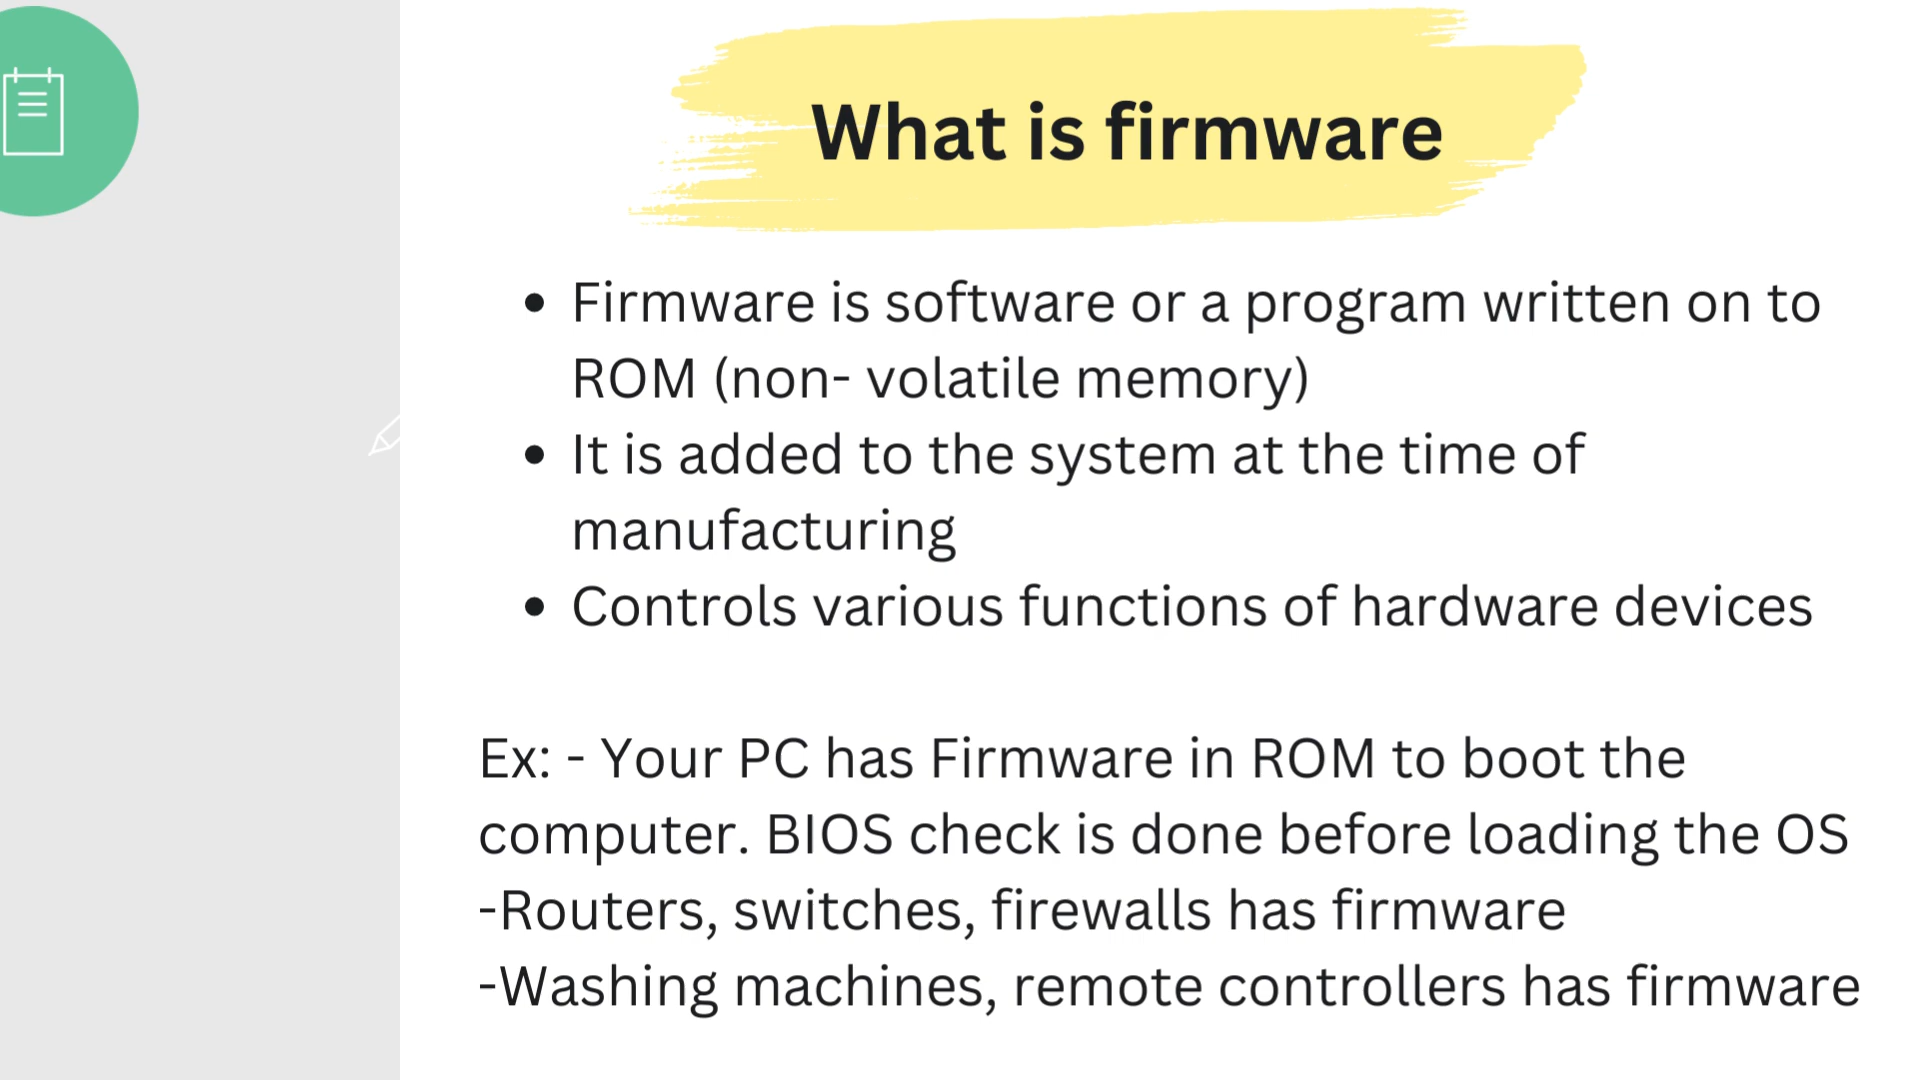 What is firmware
• Firmware is software or a program written on to
ROM (non- volatile memory)
• It is added to the system at the time of
manufacturing
• Controls various functions of hardware devices
Ex: - Your PC has Firmware in ROM to boot the
computer. BIOS check is done before loading the OS
-Routers, switches, firewalls has firmware
-Washing machines, remote controllers has firmware